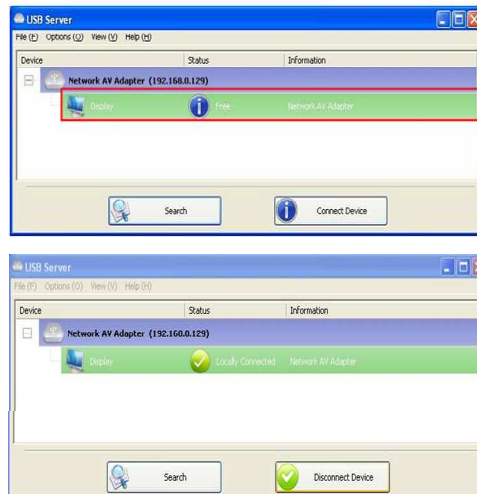 USB Server
File (F) Options (O) View (V) Help (H)
Device Status Information
Network AV Adapter (192.168.0.129)
Display Free Network AV Adapter
Search Connect Device
USB Server
File (F) Options (O) View (V) Help (H)
Device Status Information
Network AV Adapter (192.168.0.129)
Display Locally Connected Network AV Adapter
Search Disconnect Device